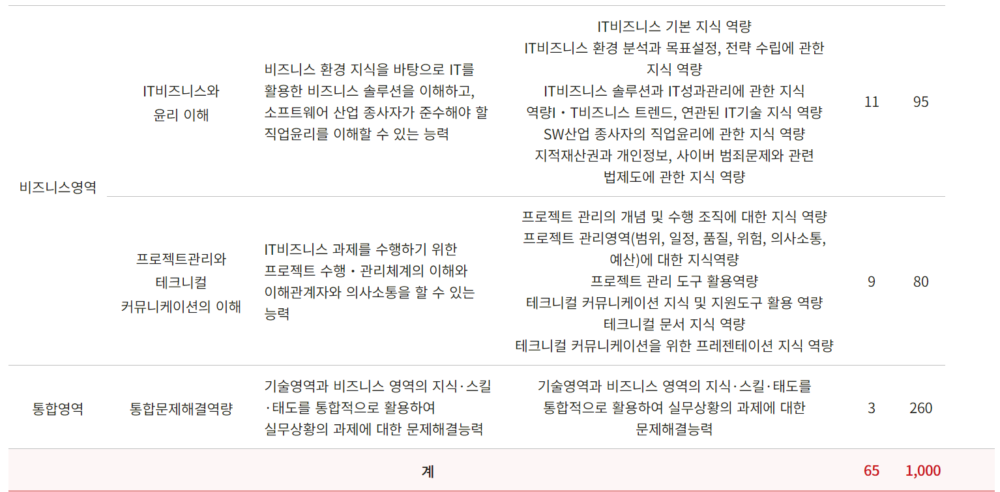 비즈니스영역
IT비즈니스와
윤리 이해
비즈니스 환경 지식을 바탕으로 IT를
활용한 비즈니스 솔루션을 이해하고,
소프트웨어 산업 종사자가 준수해야 할
직업윤리를 이해할 수 있는 능력
IT비즈니스 기본 지식 역량
IT비즈니스 환경 분석과 목표설정, 전략 수립에 관한
지식 역량
IT비즈니스 솔루션과 IT성과관리에 관한 지식
역량I・T비즈니스 트렌드, 연관된 IT기술 지식 역량
SW산업 종사자의 직업윤리에 관한 지식 역량
지적재산권과 개인정보, 사이버 범죄문제와 관련
법제도에 관한 지식 역량
11
95
프로젝트관리와
테크니컬
커뮤니케이션의 이해
IT비즈니스 과제를 수행하기 위한
프로젝트 수행・관리체계의 이해와
이해관계자와 의사소통을 할 수 있는
능력
프로젝트 관리의 개념 및 수행 조직에 대한 지식 역량
프로젝트 관리영역(범위, 일정, 품질, 위험, 의사소통,
예산)에 대한 지식역량
프로젝트 관리 도구 활용역량
테크니컬 커뮤니케이션 지식 및 지원도구 활용 역량
테크니컬 문서 지식 역량
테크니컬 커뮤니케이션을 위한 프레젠테이션 지식 역량
9
80
통합영역
통합문제해결역량
기술영역과 비즈니스 영역의 지식·스킬
·태도를 통합적으로 활용하여
실무상황의 과제에 대한 문제해결능력
기술영역과 비즈니스 영역의 지식·스킬·태도를
통합적으로 활용하여 실무상황의 과제에 대한
문제해결능력
3
260
계
65
1,000